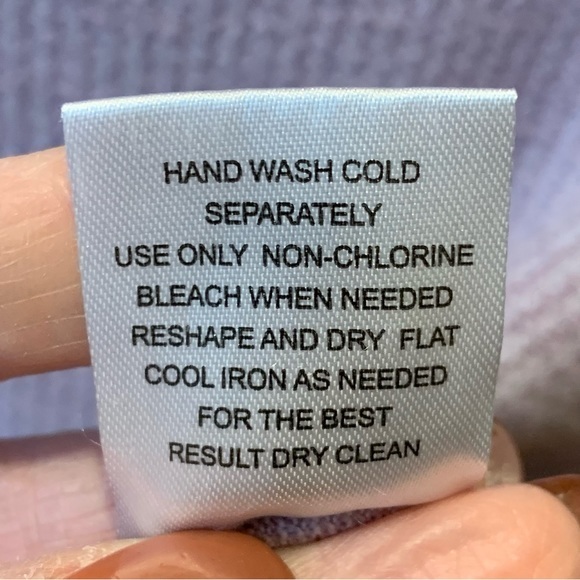 HAND WASH COLD
SEPARATELY
USE ONLY NON-CHLORINE
BLEACH WHEN NEEDED
RESHAPE AND DRY FLAT
COOL IRON AS NEEDED
FOR THE BEST
RESULT DRY CLEAN